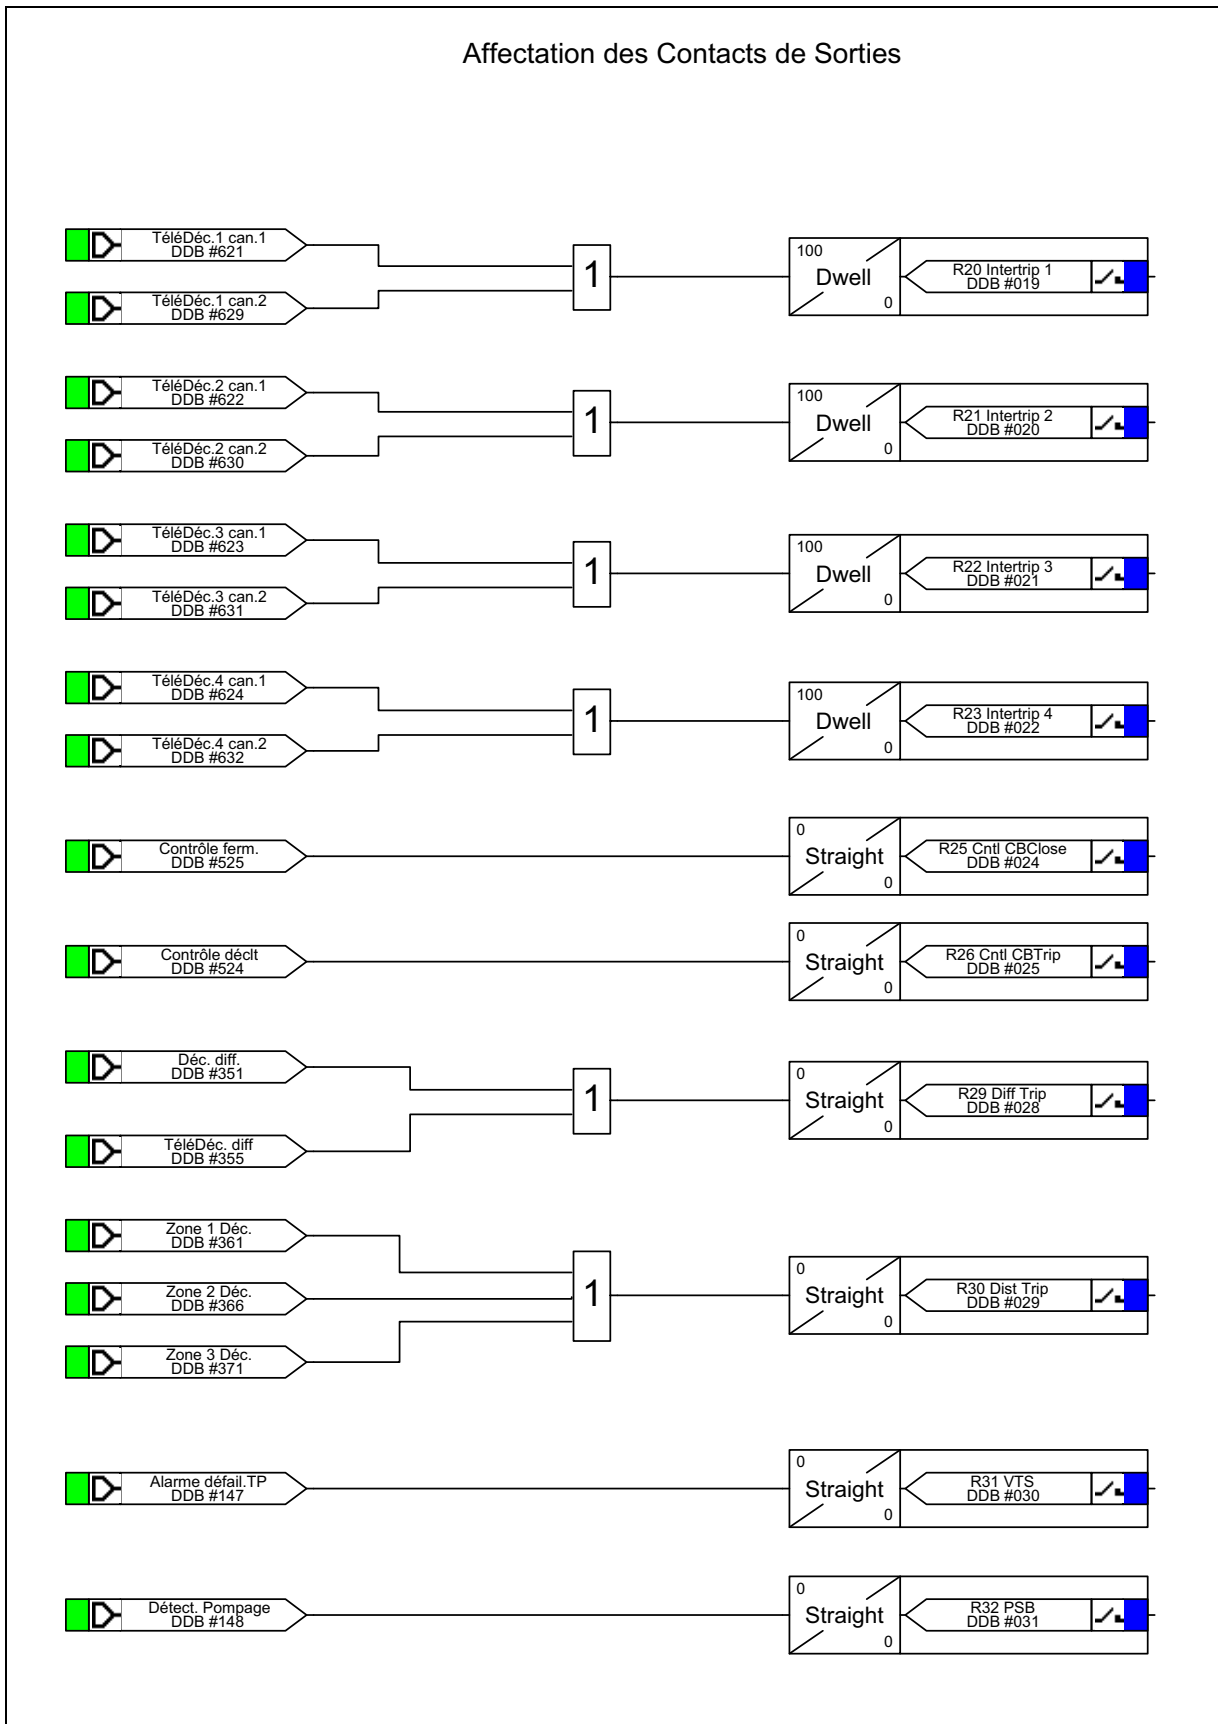 Affectation des Contacts de Sorties
TéléDéc.1 can.1
DDB #621
TéléDéc.1 can.2
DDB #629
1
100
Dwell
0
R20 Intertrip 1
DDB #019
TéléDéc.2 can.1
DDB #622
TéléDéc.2 can.2
DDB #630
1
100
Dwell
0
R21 Intertrip 2
DDB #020
TéléDéc.3 can.1
DDB #623
TéléDéc.3 can.2
DDB #631
1
100
Dwell
0
R22 Intertrip 3
DDB #021
TéléDéc.4 can.1
DDB #624
TéléDéc.4 can.2
DDB #632
1
100
Dwell
0
R23 Intertrip 4
DDB #022
Contrôle ferm.
DDB #525
0
Straight
0
R25 Cntl CBClose
DDB #024
Contrôle déclt
DDB #524
0
Straight
0
R26 Cntl CBTrip
DDB #025
Déc. diff.
DDB #351
TéléDéc. diff
DDB #355
1
0
Straight
0
R29 Diff Trip
DDB #028
Zone 1 Déc.
DDB #361
Zone 2 Déc.
DDB #366
Zone 3 Déc.
DDB #371
1
0
Straight
0
R30 Dist Trip
DDB #029
Alarme défail.TP
DDB #147
0
Straight
0
R31 VTS
DDB #030
Détect. Pompage
DDB #148
0
Straight
0
R32 PSB
DDB #031